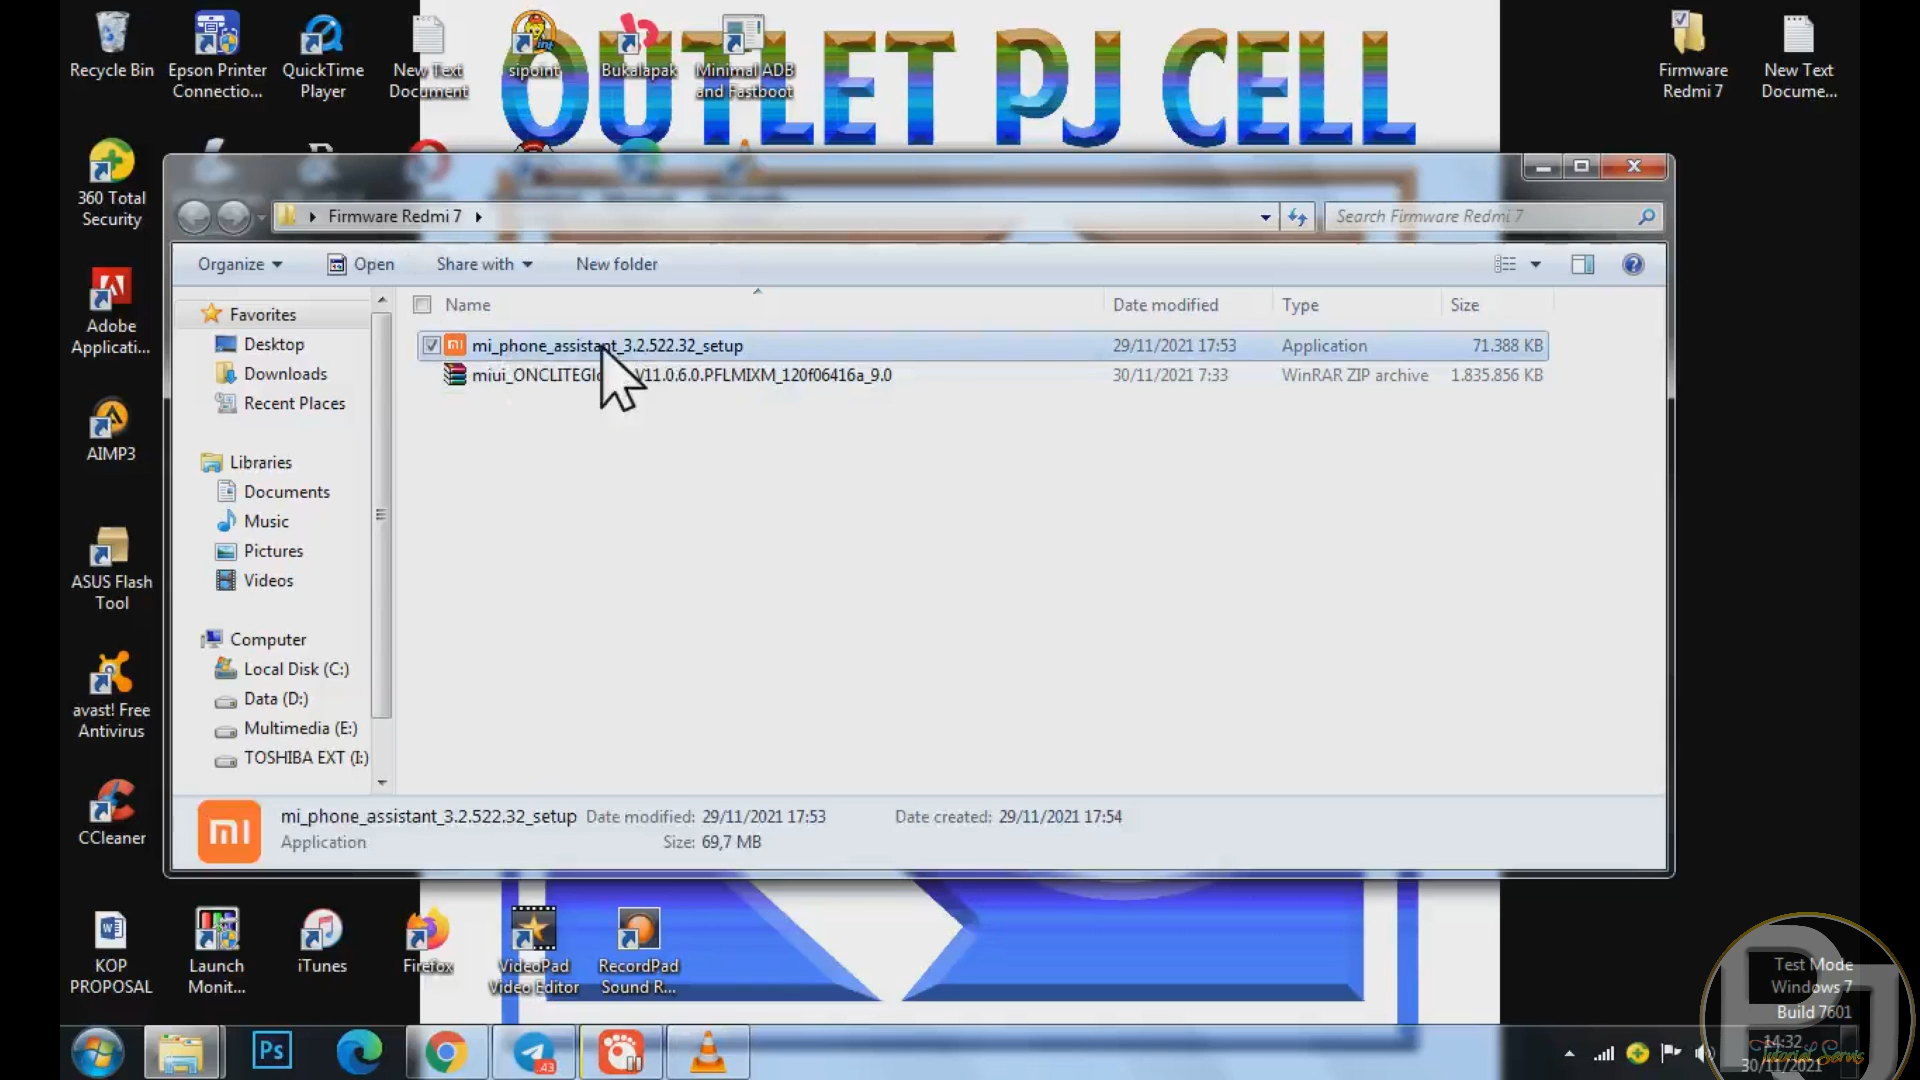 OUTLET PJ CELL
Recycle Bin
Epson Printer
Connectio...
QuickTime
Player
New Text
Document
sipoint
Bukalapak
Minimal ADB
and Fastboot
Firmware
Redmi 7
New Text
Docume...
360 Total
Security
Adobe
Applicati...
AIMP3
ASUS Flash
Tool
avast! Free
Antivirus
CCleaner
KOP
PROPOSAL
Launch
Monit...
iTunes
Firefox
VideoPad
Video Editor
RecordPad
Sound R...
Firmware Redmi 7
Search Firmware Redmi 7
Organize
Open
Share with
New folder
Favorites
Desktop
Downloads
Recent Places
Libraries
Documents
Music
Pictures
Videos
Computer
Local Disk (C:)
Data (D:)
Multimedia (E:)
TOSHIBA EXT (I:)
Name
Date modified
Type
Size
mi_phone_assistant_3.2.522.32_setup
29/11/2021 17:53
Application
71.388 KB
V11.0.6.0.PFLMIXM_120f06416a_9.0
30/11/2021 7:33
WinRAR ZIP archive
1.835.856 KB
mi
mi_phone_assistant_3.2.522.32_setup
Date modified: 29/11/2021 17:53
Date created: 29/11/2021 17:54
Application
Size: 69,7 MB
Test Mode
Windows 7
Build 7601
Ps
43
14:32
30/11/2021
PJ
Tutorial Servis